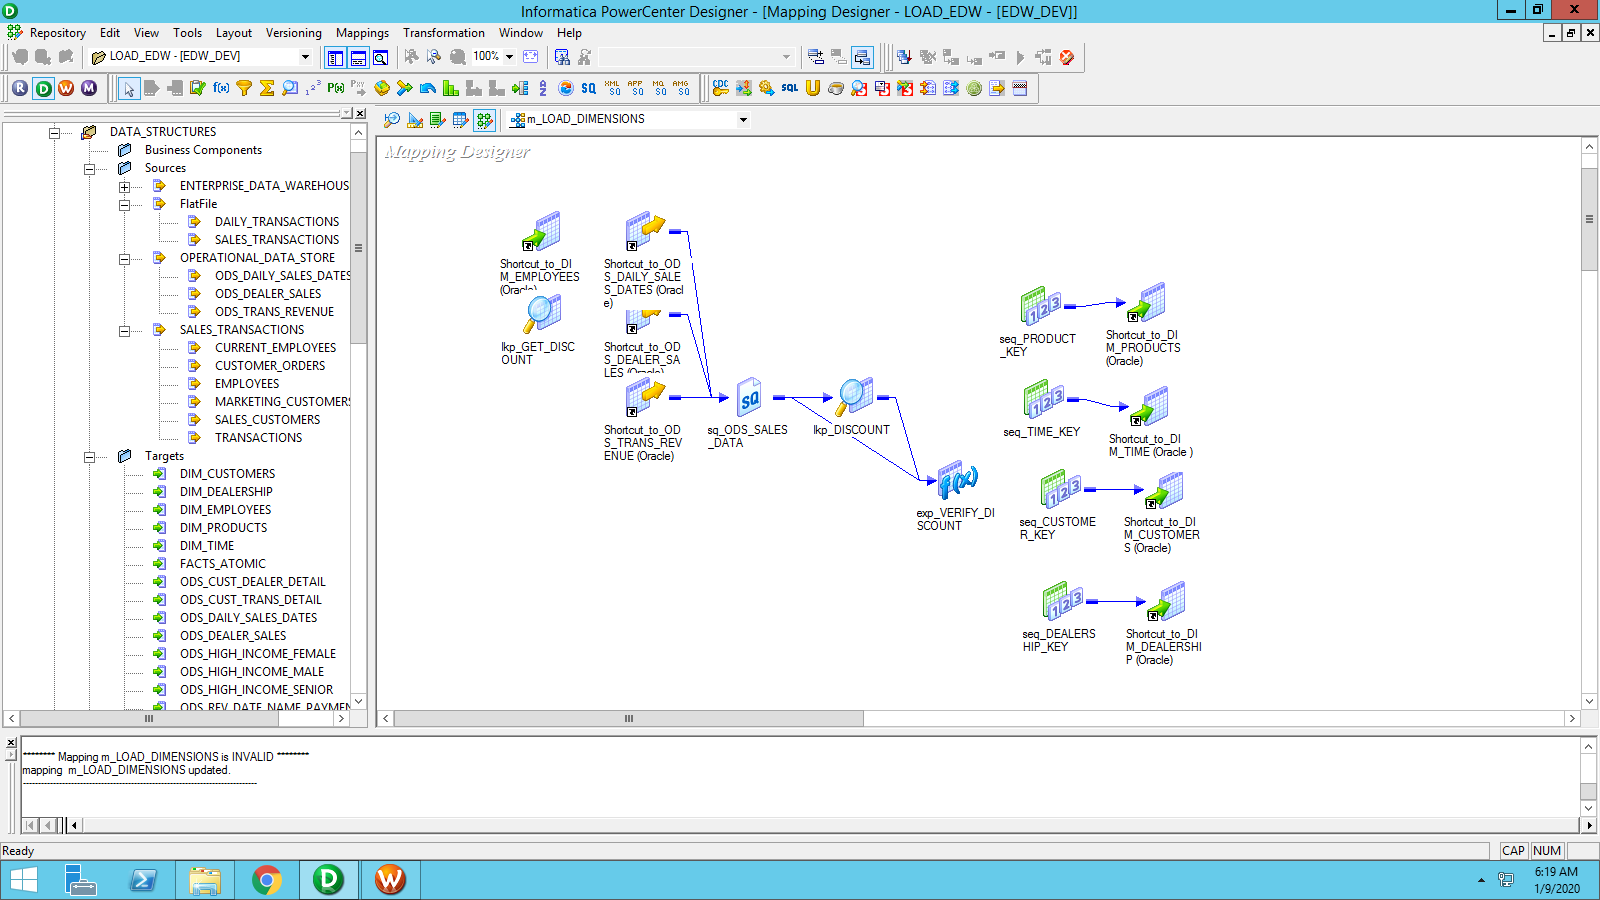 Informatica PowerCenter Designer - [Mapping Designer - LOAD_EDW - [EDW_DEV]]
Repository Edit View Tools Layout Versioning Mappings Transformation Window Help
LOAD_EDW - [EDW_DEV]
100%
m_LOAD_DIMENSIONS
DATA_STRUCTURES
Business Components
Sources
ENTERPRISE_DATA_WAREHOUS
FlatFile
DAILY_TRANSACTIONS
SALES_TRANSACTIONS
OPERATIONAL_DATA_STORE
ODS_DAILY_SALES_DATES
ODS_DEALER_SALES
ODS_TRANS_REVENUE
SALES_TRANSACTIONS
CURRENT_EMPLOYEES
CUSTOMER_ORDERS
EMPLOYEES
MARKETING_CUSTOMERS
SALES_CUSTOMERS
TRANSACTIONS
Targets
DIM_CUSTOMERS
DIM_DEALERSHIP
DIM_EMPLOYEES
DIM_PRODUCTS
DIM_TIME
FACTS_ATOMIC
ODS_CUST_DEALER_DETAIL
ODS_CUST_TRANS_DETAIL
ODS_DAILY_SALES_DATES
ODS_DEALER_SALES
ODS_HIGH_INCOME_FEMALE
ODS_HIGH_INCOME_MALE
ODS_HIGH_INCOME_SENIOR
ODS_REV_DATE_NAME_PAYMEN
Mapping Designer
Shortcut_to_DI
M_EMPLOYEES
(Oracle)
lkp_GET_DISC
OUNT
Shortcut_to_OD
S_DAILY_SALE
S_DATES (Oracl
e)
Shortcut_to_OD
S_DEALER_SA
LES (Oracle)
Shortcut_to_OD
S_TRANS_REV
ENUE (Oracle)
SQ
sq_ODS_SALES
_DATA
lkp_DISCOUNT
f(x)
exp_VERIFY_DI
SCOUNT
seq_PRODUCT
_KEY
Shortcut_to_DI
M_PRODUCTS
(Oracle)
seq_TIME_KEY
Shortcut_to_DI
M_TIME (Oracle )
seq_CUSTOME
R_KEY
Shortcut_to_DI
M_CUSTOMER
S (Oracle)
seq_DEALERS
HIP_KEY
Shortcut_to_DI
M_DEALERSHI
P (Oracle)
******** Mapping m_LOAD_DIMENSIONS is INVALID ********
mapping m_LOAD_DIMENSIONS updated.
Ready
CAP NUM
6:19 AM
1/9/2020